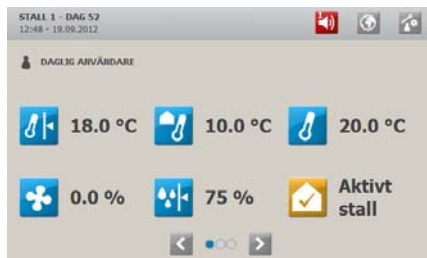 STALL 1 - DAG 52
12:48 - 19.09.2012
1
DAGLIG ANVÄNDARE
18.0 °C
10.0 °C
20.0 °C
0.0 %
75 %
Aktivt
stall